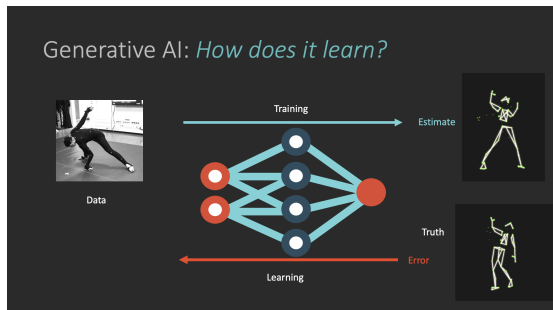 Generative AI: How does it learn?
Training
Estimate
Data
Truth
Error
Learning